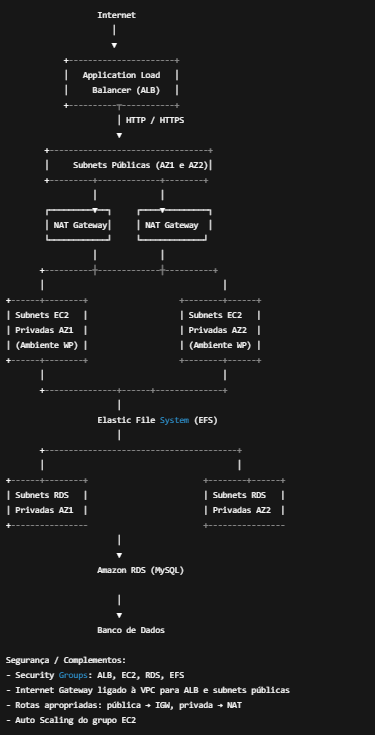 Internet
Application Load
Balancer (ALB)
HTTP / HTTPS
Subnets Públicas (AZ1 e AZ2)
NAT Gateway NAT Gateway
Subnets EC2 Subnets EC2
Privadas AZ1 Privadas AZ2
(Ambiente WP) (Ambiente WP)
Elastic File System (EFS)
Subnets RDS Subnets RDS
Privadas AZ1 Privadas AZ2
Amazon RDS (MySQL)
Banco de Dados
Segurança / Complementos:
- Security Groups: ALB, EC2, RDS, EFS
- Internet Gateway ligado à VPC para ALB e subnets públicas
- Rotas apropriadas: pública → IGW, privada → NAT
- Auto Scaling do grupo EC2